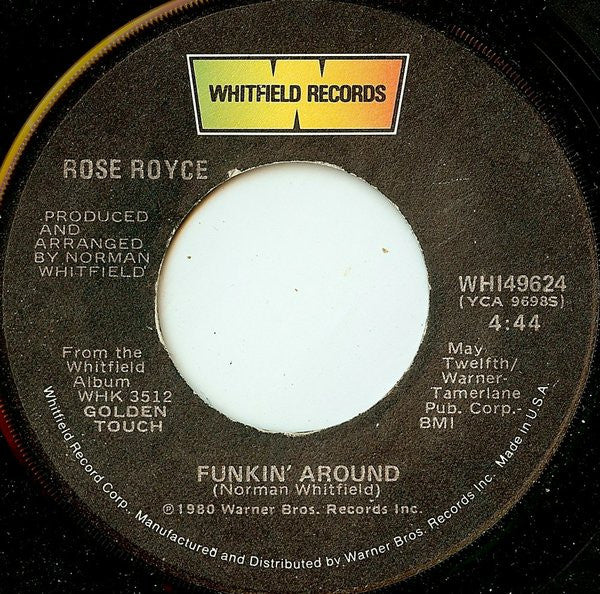 WHITFIELD RECORDS
ROSE ROYCE
PRODUCED
AND
ARRANGED
BY NORMAN
WHITFIELD
WHI49624
(YCA 9698S)
4:44
From the
Whitfield
Album
WHK 3512
GOLDEN
TOUCH
May
Twelfth/
Warner-
Tamerlane
Pub. Corp.-
BMI
FUNKIN' AROUND
(Norman Whitfield)
℗1980 Warner Bros. Records Inc.
Whitfield Record Corp., Manufactured and Distributed by Warner Bros. Records Inc. Made in U.S.A.